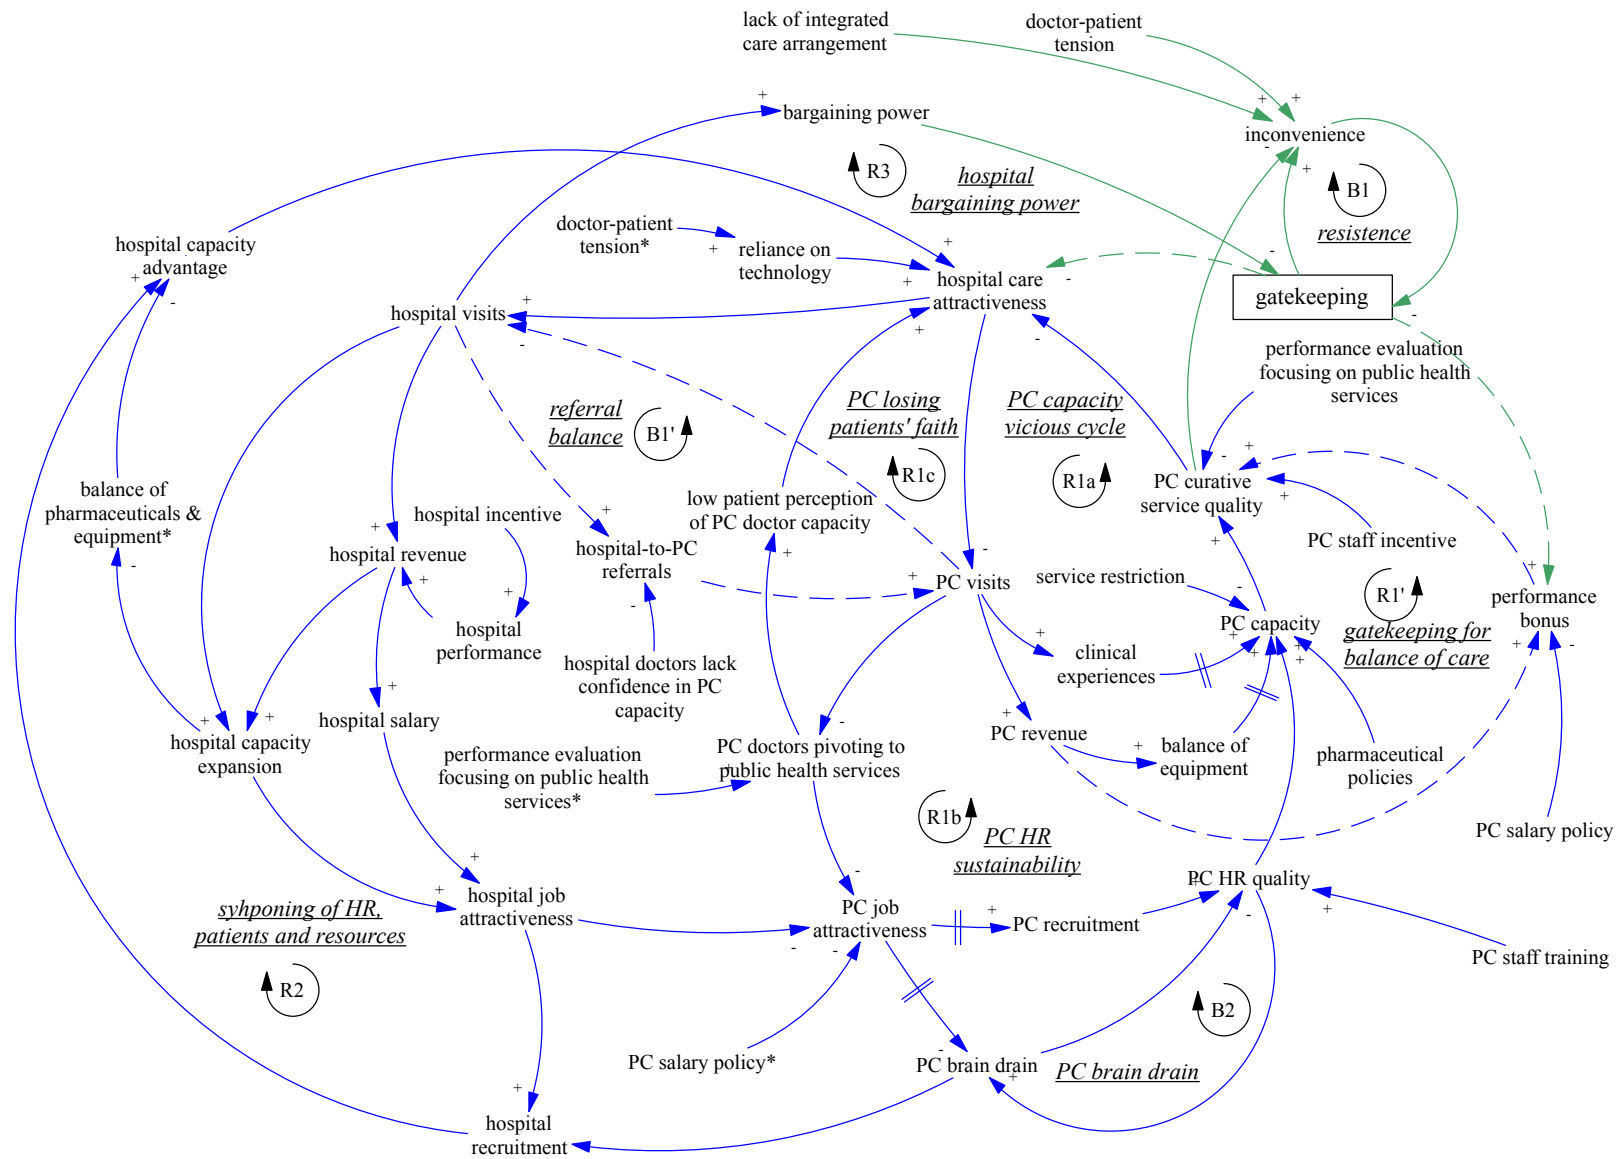 lack of integrated
care arrangement
doctor-patient
tension
bargaining power
inconvenience
R3
hospital
bargaining power
B1
resistence
hospital capacity
advantage
doctor-patient
tension*
reliance on
technology
hospital care
attractiveness
gatekeeping
hospital visits
performance evaluation
focusing on public health
services
referral
balance
B1'
PC losing
patients' faith
R1c
PC capacity
vicious cycle
R1a
PC curative
service quality
balance of
pharmaceuticals &
equipment*
hospital incentive
low patient perception
of PC doctor capacity
PC staff incentive
hospital revenue
hospital-to-PC
referrals
PC visits
service restriction
R1'
performance
bonus
hospital
performance
PC capacity
gatekeeping for
balance of care
hospital doctors lack
confidence in PC
capacity
clinical
experiences
hospital salary
hospital capacity
expansion
PC doctors pivoting to
public health services
PC revenue
balance of
equipment
pharmaceutical
policies
performance evaluation
focusing on public health
services*
R1b
PC HR
sustainability
PC salary policy
PC HR quality
hospital job
attractiveness
syhponing of HR,
patients and resources
PC job
attractiveness
PC recruitment
PC staff training
R2
B2
PC salary policy*
PC brain drain
PC brain drain
hospital
recruitment